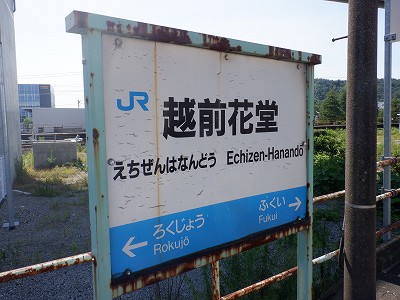 JR 越前花堂
えちぜんはなんどう Echizen-Hanandō
← ろくじょう
Rokujō
ふくい →
Fukui